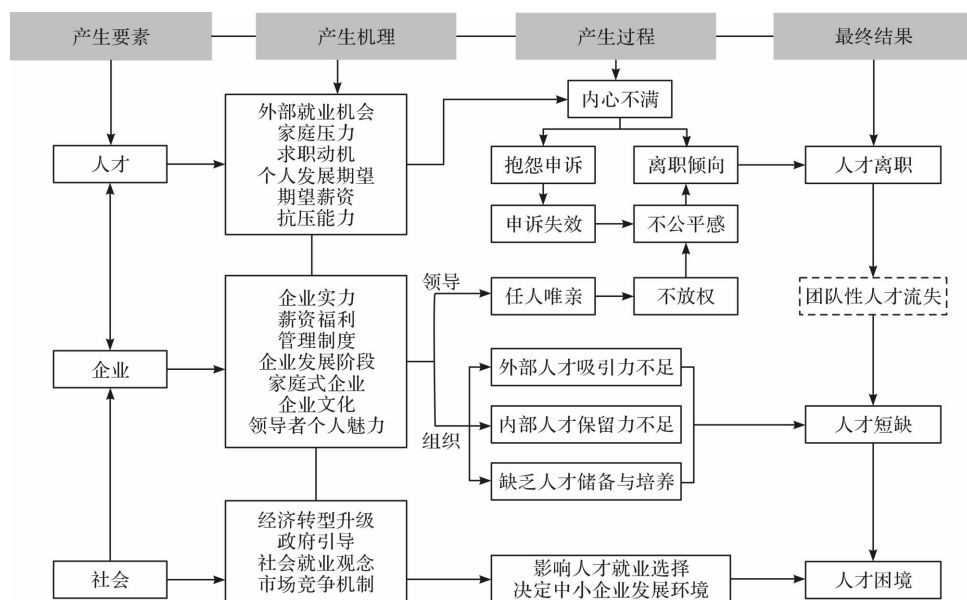 产生要素
产生机理
产生过程
最终结果
人才
外部就业机会
家庭压力
求职动机
个人发展期望
期望薪资
抗压能力
内心不满
抱怨申诉
离职倾向
申诉失效
不公平感
人才离职
企业
企业实力
薪资福利
管理制度
企业发展阶段
家庭式企业
企业文化
领导者个人魅力
领导
任人唯亲
不放权
团队性人才流失
组织
外部人才吸引力不足
内部人才保留力不足
缺乏人才储备与培养
人才短缺
社会
经济转型升级
政府引导
社会就业观念
市场竞争机制
影响人才就业选择
决定中小企业发展环境
人才困境